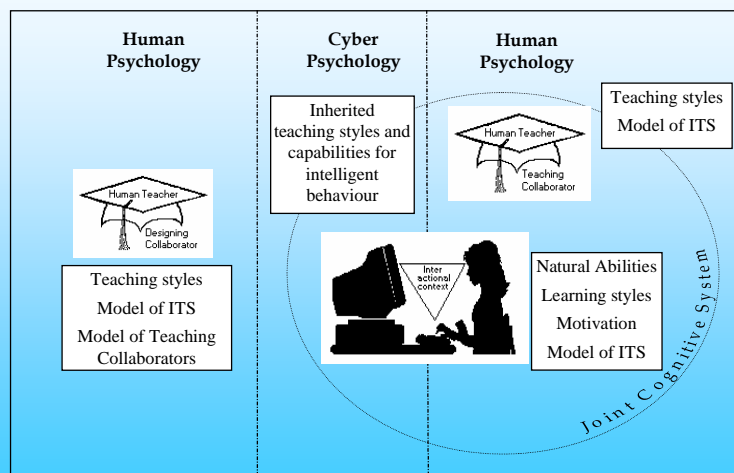 Human
Psychology
Human Teacher
Designing
Collaborator
Teaching styles
Model of ITS
Model of Teaching
Collaborators
Cyber
Psychology
Inherited
teaching styles and
capabilities for
intelligent
behaviour
Inter
actional
context
Human
Psychology
Human Teacher
Teaching
Collaborator
Teaching styles
Model of ITS
Natural Abilities
Learning styles
Motivation
Model of ITS
Joint Cognitive System